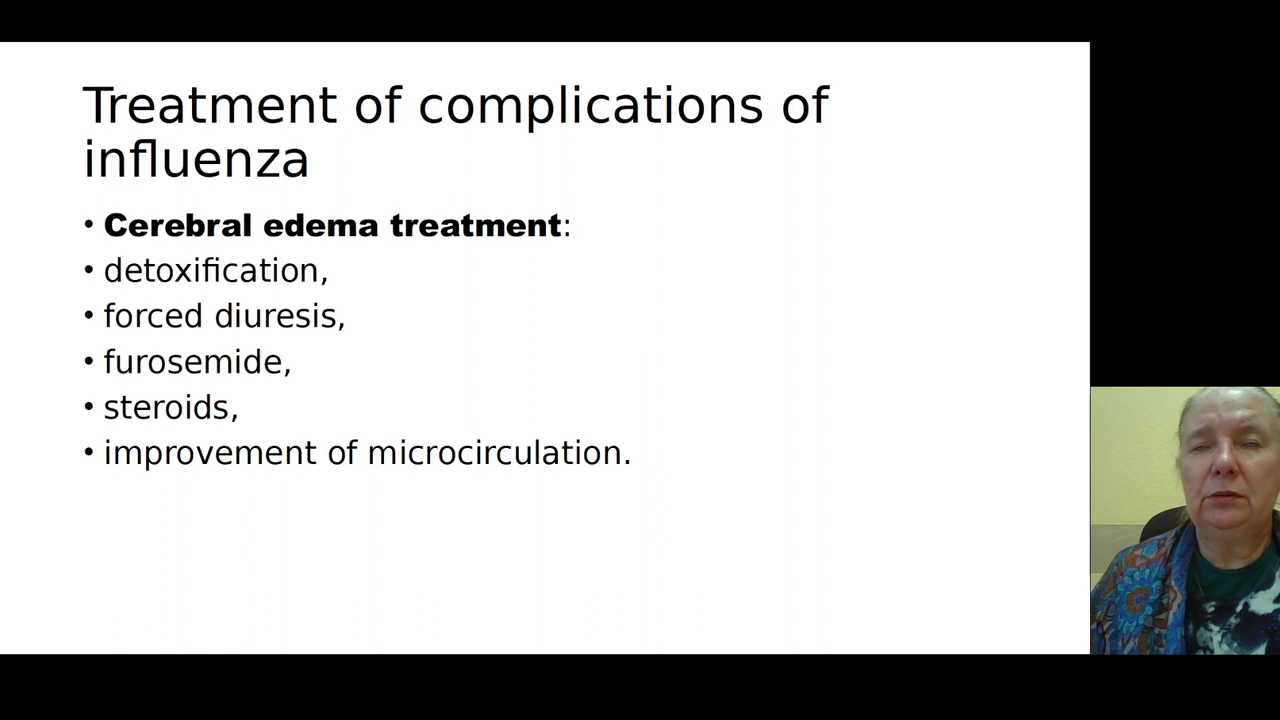 Treatment of complications of
influenza
• Cerebral edema treatment:
• detoxification,
• forced diuresis,
• furosemide,
• steroids,
• improvement of microcirculation.